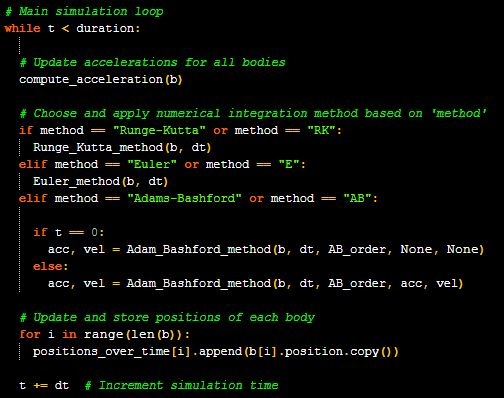 # Main simulation loop
while t < duration:
# Update accelerations for all bodies
compute_acceleration(b)
# Choose and apply numerical integration method based on 'method'
if method == "Runge-Kutta" or method == "RK":
Runge_Kutta_method(b, dt)
elif method == "Euler" or method == "E":
Euler_method(b, dt)
elif method == "Adams-Bashford" or method == "AB":
if t == 0:
acc, vel = Adam_Bashford_method(b, dt, AB_order, None, None)
else:
acc, vel = Adam_Bashford_method(b, dt, AB_order, acc, vel)
# Update and store positions of each body
for i in range(len(b)):
positions_over_time[i].append(b[i].position.copy())
t += dt  # Increment simulation time